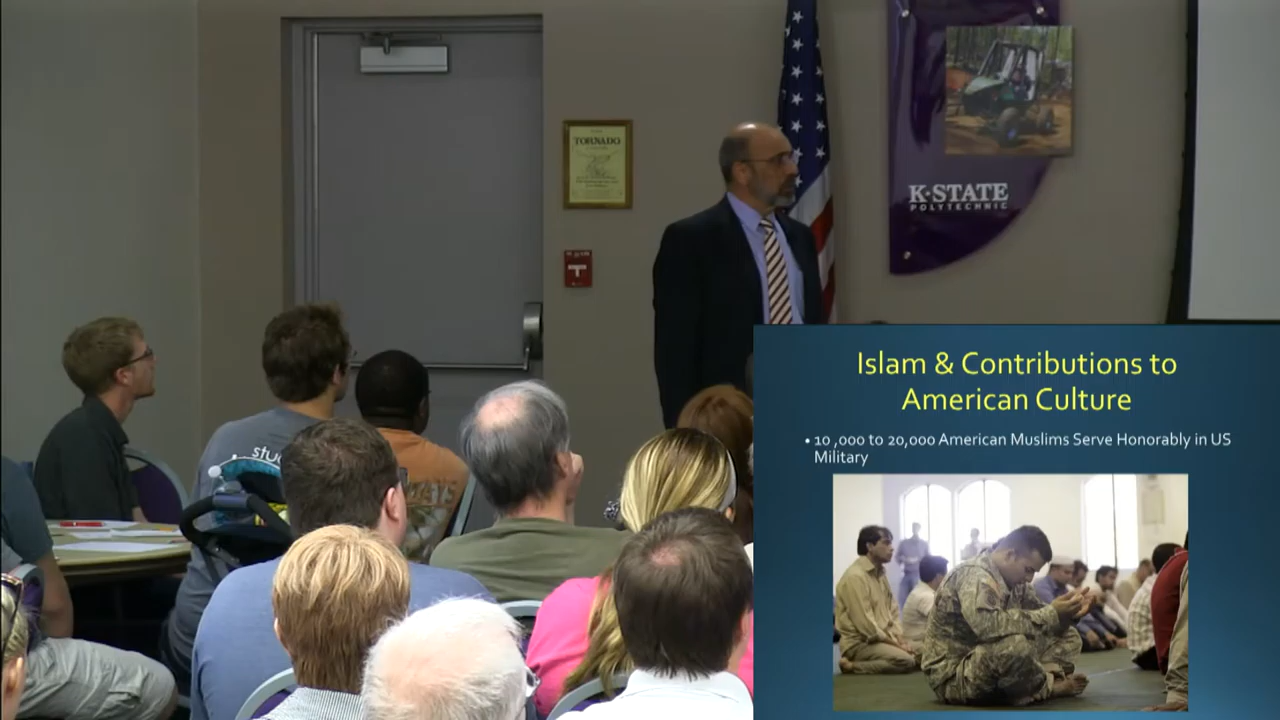 TORNADO
K·STATE
POLYTECHNIC
stu
Islam & Contributions to
American Culture
• 10 ,000 to 20,000 American Muslims Serve Honorably in US
Military